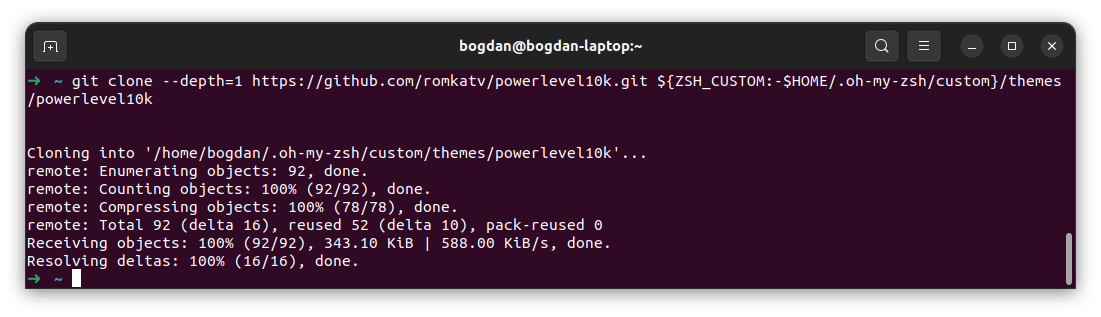 bogdan@bogdan-laptop:~
➜ ~ git clone --depth=1 https://github.com/romkatv/powerlevel10k.git ${ZSH_CUSTOM:-$HOME/.oh-my-zsh/custom}/themes
/powerlevel10k
Cloning into '/home/bogdan/.oh-my-zsh/custom/themes/powerlevel10k'...
remote: Enumerating objects: 92, done.
remote: Counting objects: 100% (92/92), done.
remote: Compressing objects: 100% (78/78), done.
remote: Total 92 (delta 16), reused 52 (delta 10), pack-reused 0
Receiving objects: 100% (92/92), 343.10 KiB | 588.00 KiB/s, done.
Resolving deltas: 100% (16/16), done.
➜ ~